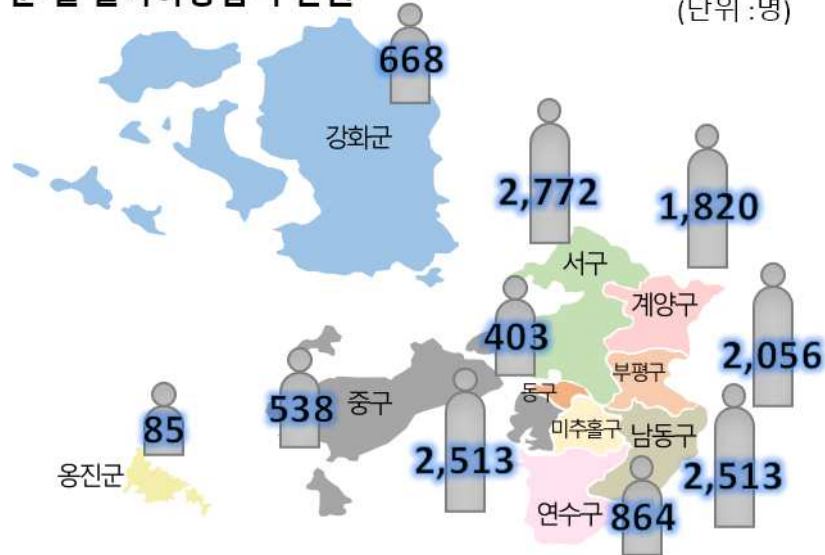 (단위 :명)
668
강화군
2,772
1,820
서구
계양구
403
2,056
부평구
538
중구
동구
85
미추홀구
남동구
옹진군
2,513
2,513
연수구
864